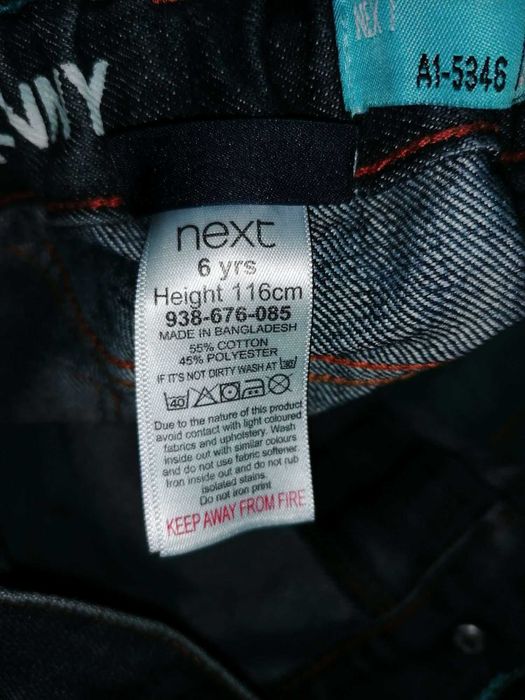 NEXT
A1-5346
next
6 yrs
Height 116cm
938-676-085
MADE IN BANGLADESH
55% COTTON
45% POLYESTER
IF IT'S NOT DIRTY WASH AT 30
40
Due to the nature of this product
avoid contact with light coloured
fabrics and upholstery. Wash
inside out with similar colours
and do not use fabric softener.
Iron inside out and do not rub
isolated stains.
Do not iron print
KEEP AWAY FROM FIRE